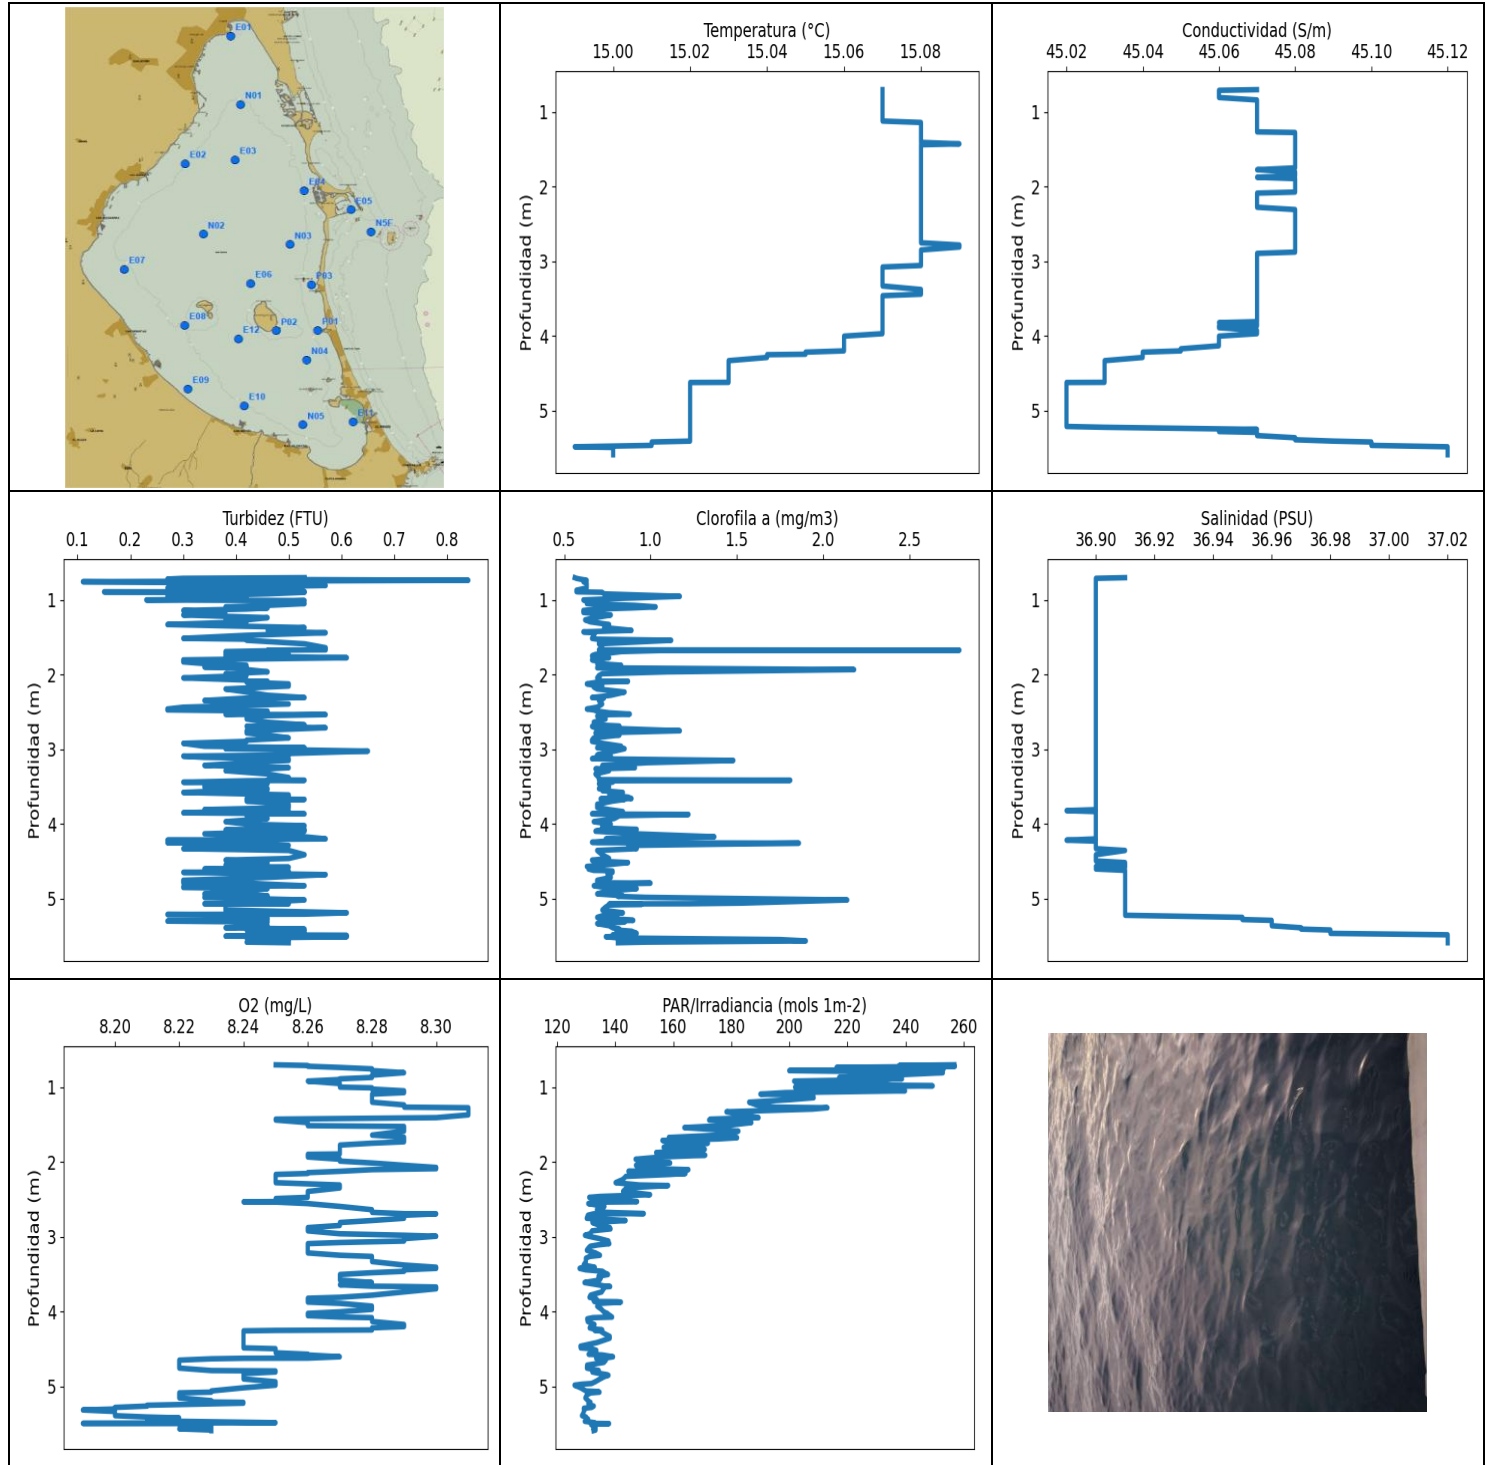 E01
N01
E02
E03
E04
E05
N5F
N02
N03
E07
E06
P03
E08
P02
P01
E12
N04
E09
E10
N05
E11
Temperatura (°C)
15.00 15.02 15.04 15.06 15.08
Profundidad (m)
1
2
3
4
5
Conductividad (S/m)
45.02 45.04 45.06 45.08 45.10 45.12
Profundidad (m)
1
2
3
4
5
Turbidez (FTU)
0.1 0.2 0.3 0.4 0.5 0.6 0.7 0.8
Profundidad (m)
1
2
3
4
5
Clorofila a (mg/m3)
0.5 1.0 1.5 2.0 2.5
Profundidad (m)
1
2
3
4
5
Salinidad (PSU)
36.90 36.92 36.94 36.96 36.98 37.00 37.02
Profundidad (m)
1
2
3
4
5
O2 (mg/L)
8.20 8.22 8.24 8.26 8.28 8.30
Profundidad (m)
1
2
3
4
5
PAR/Irradiancia (mols 1m-2)
120 140 160 180 200 220 240 260
Profundidad (m)
1
2
3
4
5